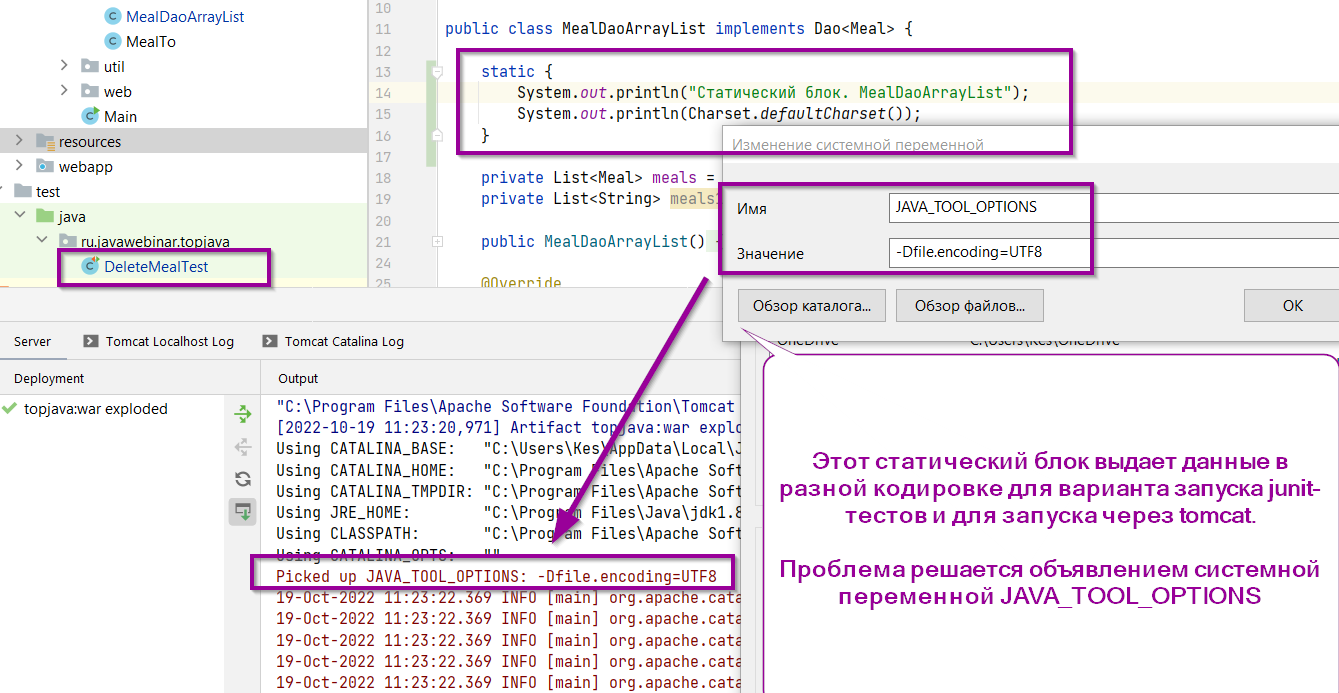 MealDaoArrayList
MealTo
util
web
Main
resources
webapp
test
java
ru.javawebinar.topjava
DeleteMealTest
10
11 public class MealDaoArrayList implements Dao<Meal> {
12
13 static {
14 System.out.println("Статический блок. MealDaoArrayList");
15 System.out.println(Charset.defaultCharset());
16 }
17
18 private List<Meal> meals =
19 private List<String> meals
20
21 public MealDaoArrayList()
24
25 @Override
Изменение системной переменной
Имя JAVA_TOOL_OPTIONS
Значение -Dfile.encoding=UTF8
Обзор каталога... Обзор файлов... OK
OneDrive C:\Users\Kes\OneDrive
Server Tomcat Localhost Log Tomcat Catalina Log
Deployment Output
topjava:war exploded
"C:\Program Files\Apache Software Foundation\Tomcat
[2022-10-19 11:23:20,971] Artifact topjava:war explo
Using CATALINA_BASE: "C:\Users\Kes\AppData\Local\J
Using CATALINA_HOME: "C:\Program Files\Apache Soft
Using CATALINA_TMPDIR: "C:\Program Files\Apache Soft
Using JRE_HOME: "C:\Program Files\Java\jdk1.8
Using CLASSPATH: "C:\Program Files\Apache Soft
Using CATALINA_OPTS: ""
Picked up JAVA_TOOL_OPTIONS: -Dfile.encoding=UTF8
19-Oct-2022 11:23:22.369 INFO [main] org.apache.cata
19-Oct-2022 11:23:22.369 INFO [main] org.apache.cata
19-Oct-2022 11:23:22.369 INFO [main] org.apache.cata
19-Oct-2022 11:23:22.369 INFO [main] org.apache.cata
19-Oct-2022 11:23:22.369 INFO [main] org.apache.cata
Этот статический блок выдает данные в
разной кодировке для варианта запуска junit-
тестов и для запуска через tomcat.
Проблема решается объявлением системной
переменной JAVA_TOOL_OPTIONS